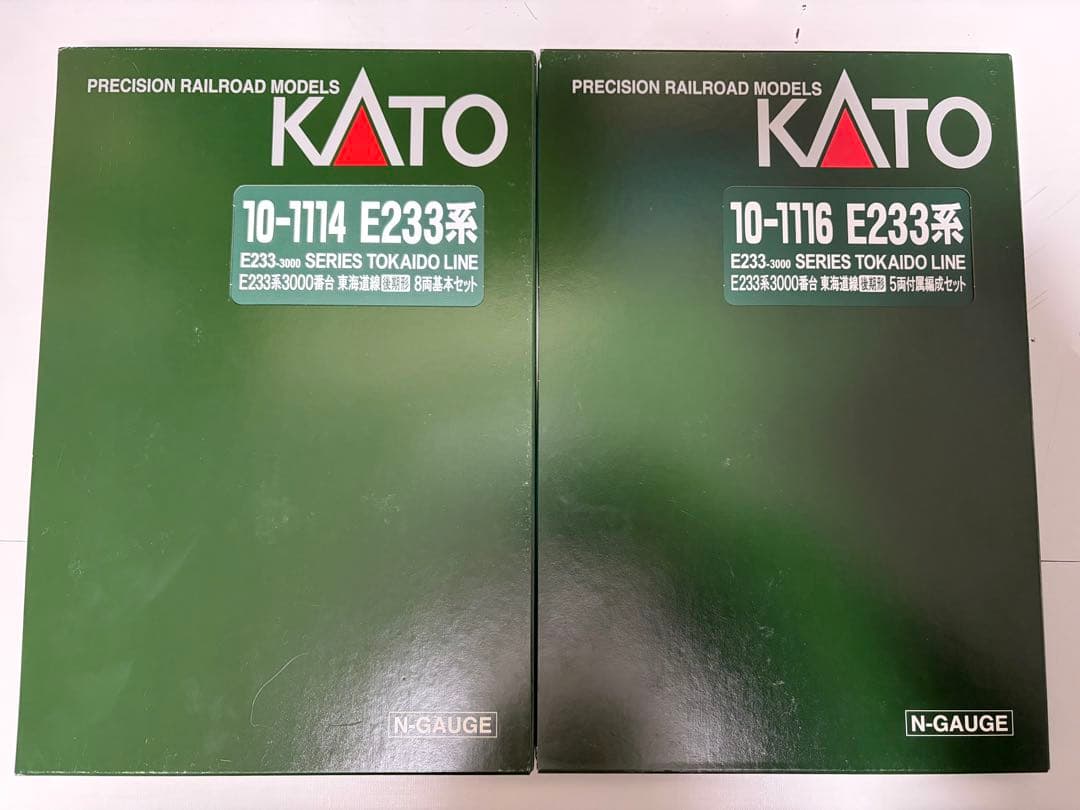 PRECISION RAILROAD MODELS
KATO
10-1114 E233系
E233-3000 SERIES TOKAIDO LINE
E233系3000番台 東海道線後期形 8両基本セット
N-GAUGE
PRECISION RAILROAD MODELS
KATO
10-1116 E233系
E233-3000 SERIES TOKAIDO LINE
E233系3000番台 東海道線後期形 5両付属編成セット
N-GAUGE